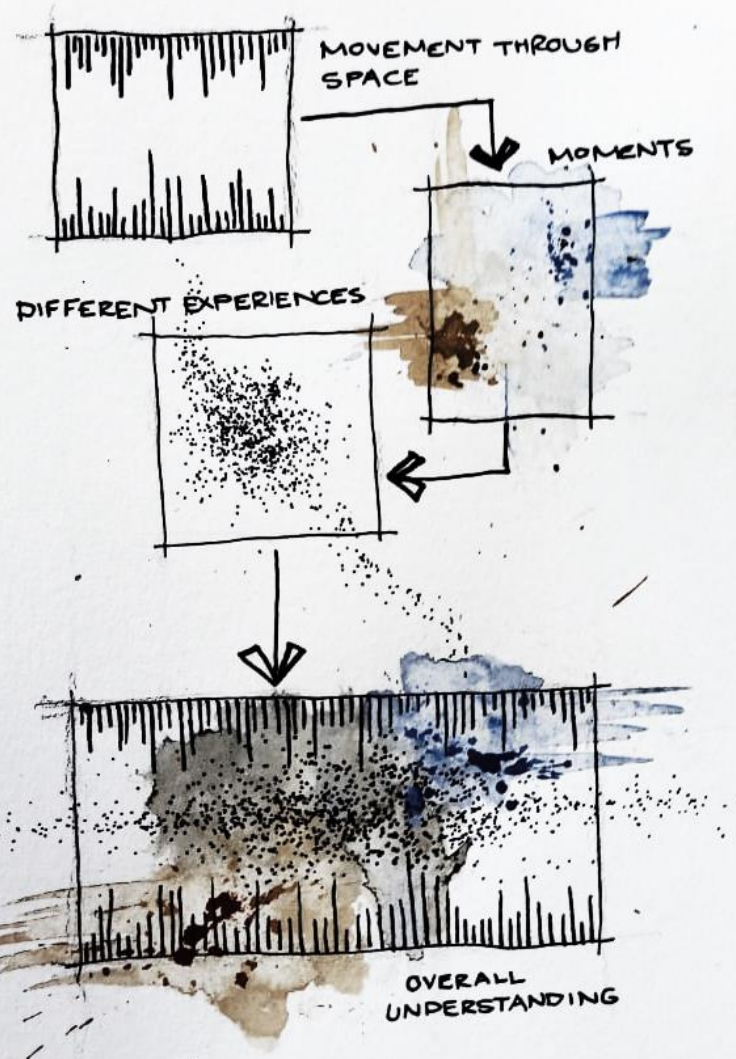 MOVEMENT THROUGH
SPACE
MOMENTS
DIFFERENT EXPERIENCES
OVERALL
UNDERSTANDING